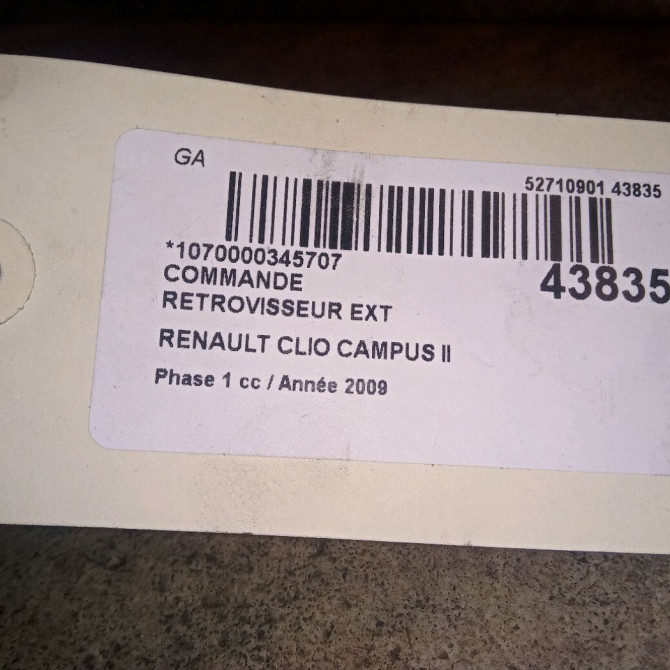 GA
52710901 43835
*1070000345707
43835
COMMANDE
RETROVISSEUR EXT
RENAULT CLIO CAMPUS II
Phase 1 cc / Année 2009